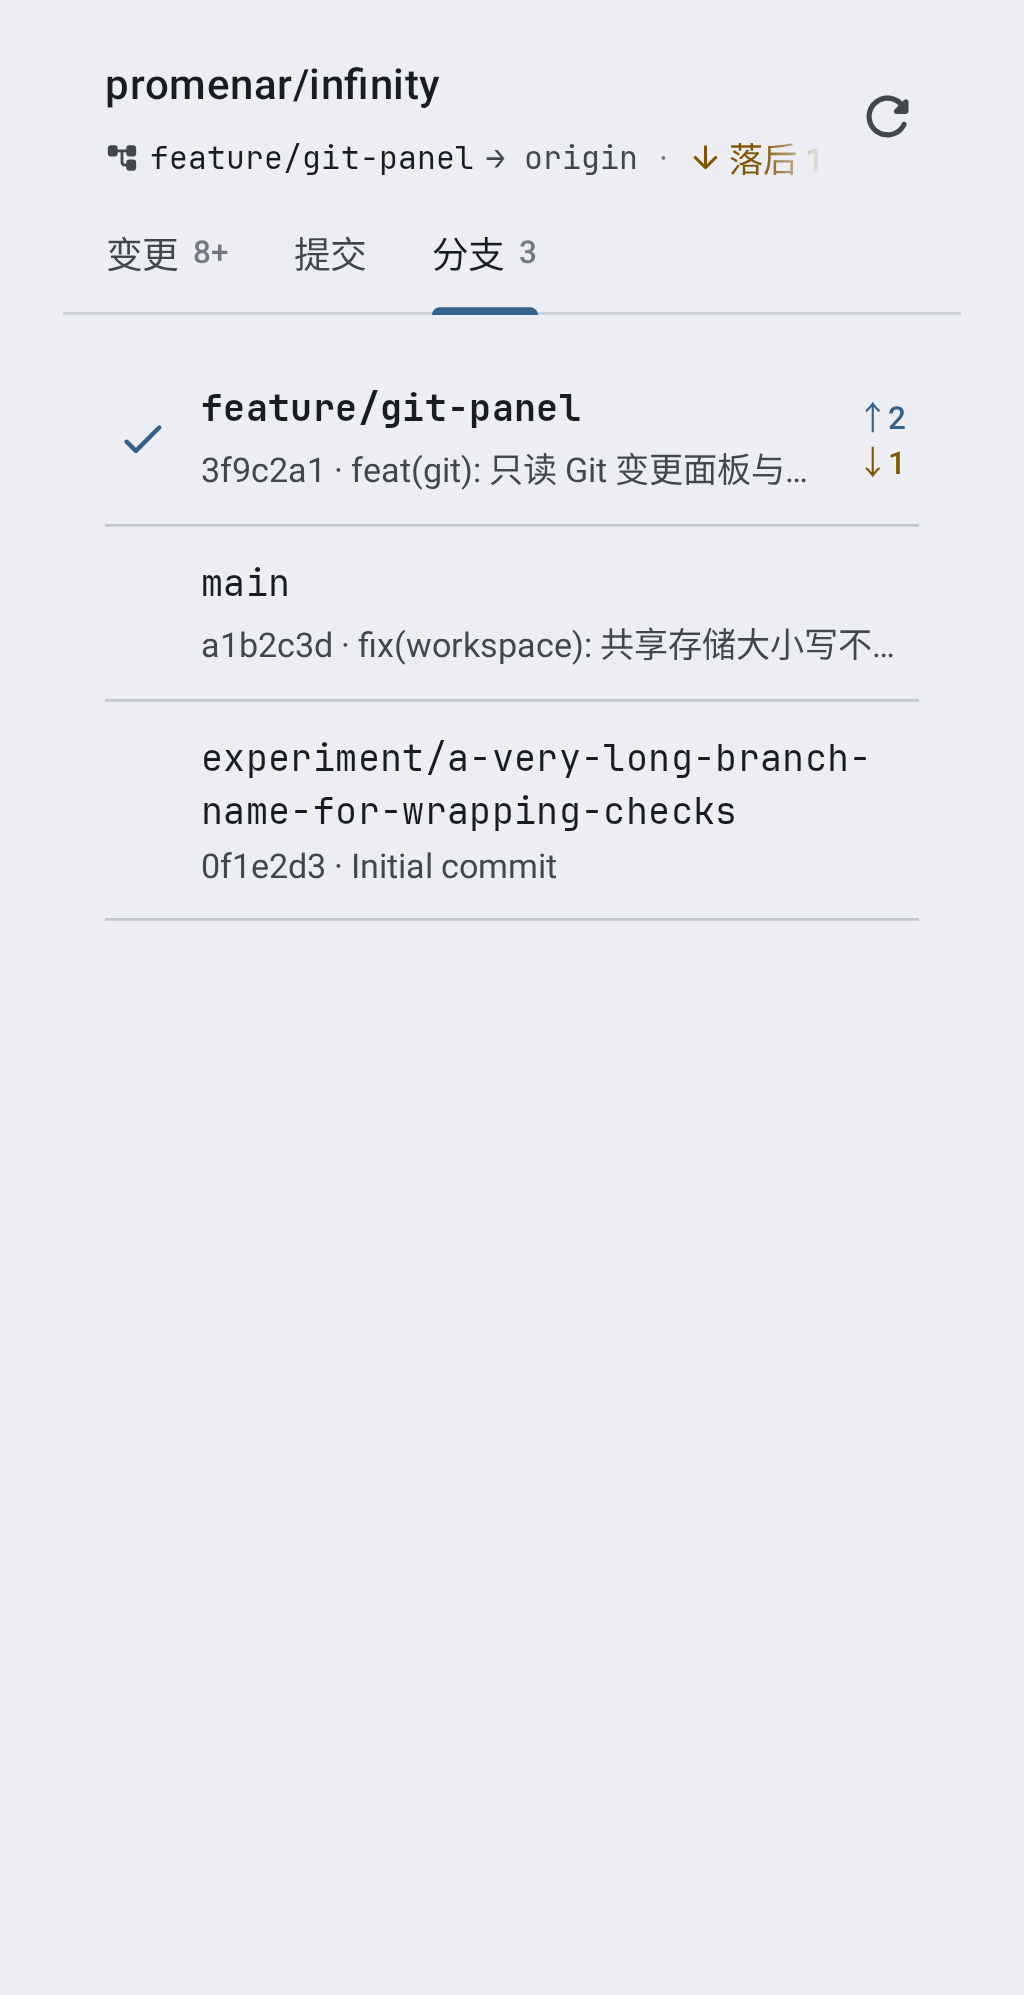 promenar/infinity
feature/git-panel → origin · ↓ 落后 1
变更 8+ 提交 分支 3
feature/git-panel ↑2
3f9c2a1 · feat(git): 只读 Git 变更面板与… ↓1
main
a1b2c3d · fix(workspace): 共享存储大小写不…
experiment/a-very-long-branch-
name-for-wrapping-checks
0f1e2d3 · Initial commit